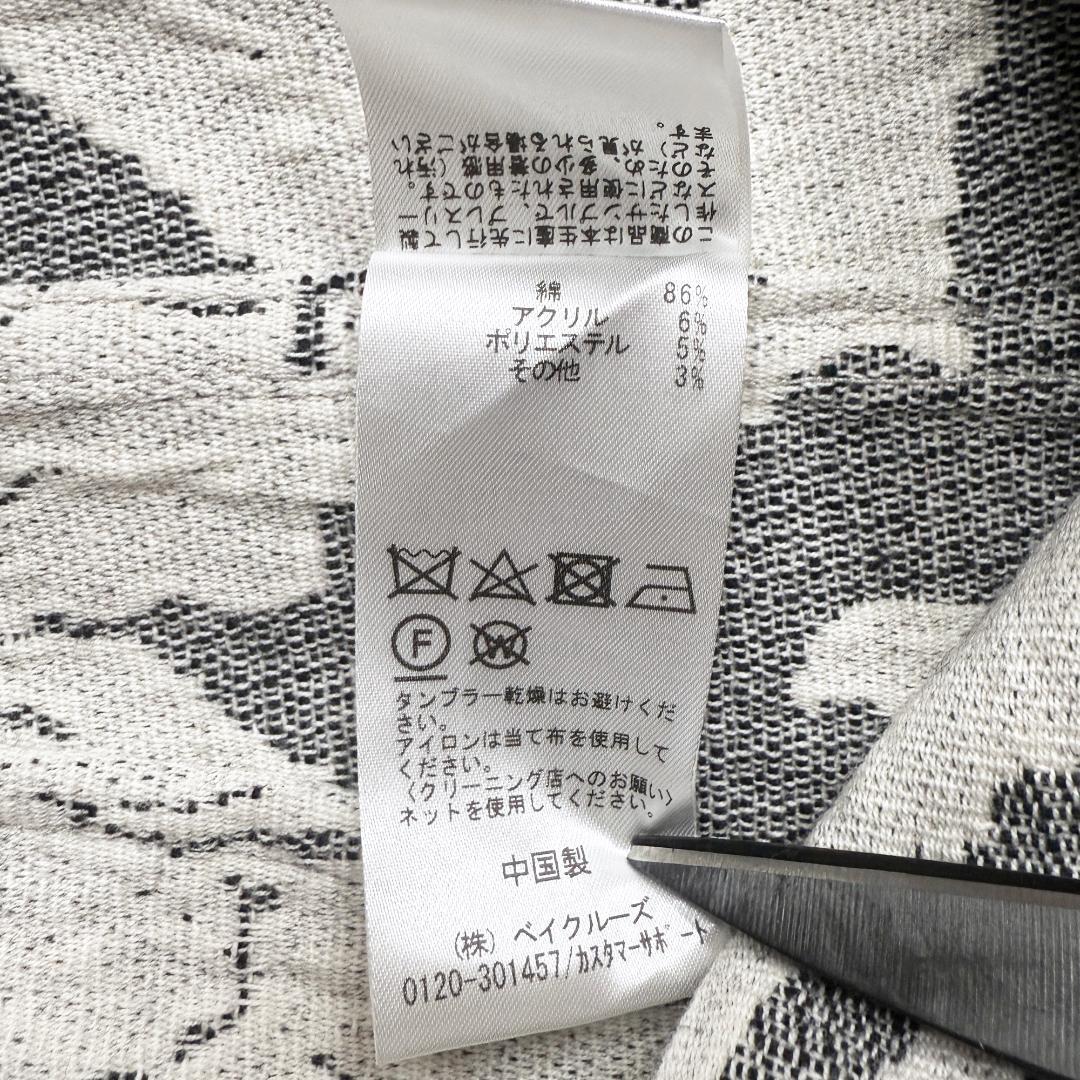 この商品は本生産に先行して製
作したサンプルで、プレスリー
スなどに使用されたものです。
そのため、多少の着用感(汚れ
など)が見られる場合がござい
ます。
綿 86%
アクリル 6%
ポリエステル 5%
その他 3%
F W
タンブラー乾燥はお避けくだ
さい。
アイロンは当て布を使用して
ください。
〈クリーニング店へのお願い〉
ネットを使用してください。
中国製
(株) ベイクルーズ
0120-301457/カスタマーサポート